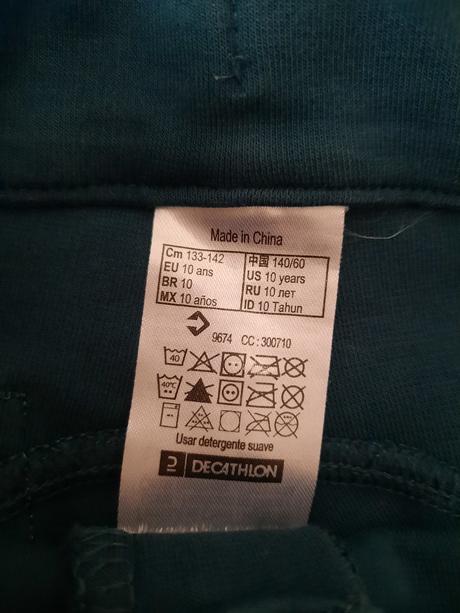 Made in China
Cm 133-142 中国 140/60
EU 10 ans US 10 years
BR 10 RU 10 лет
MX 10 años ID 10 Tahun
9674 CC : 300710
40
40°C
Usar detergente suave
DECATHLON